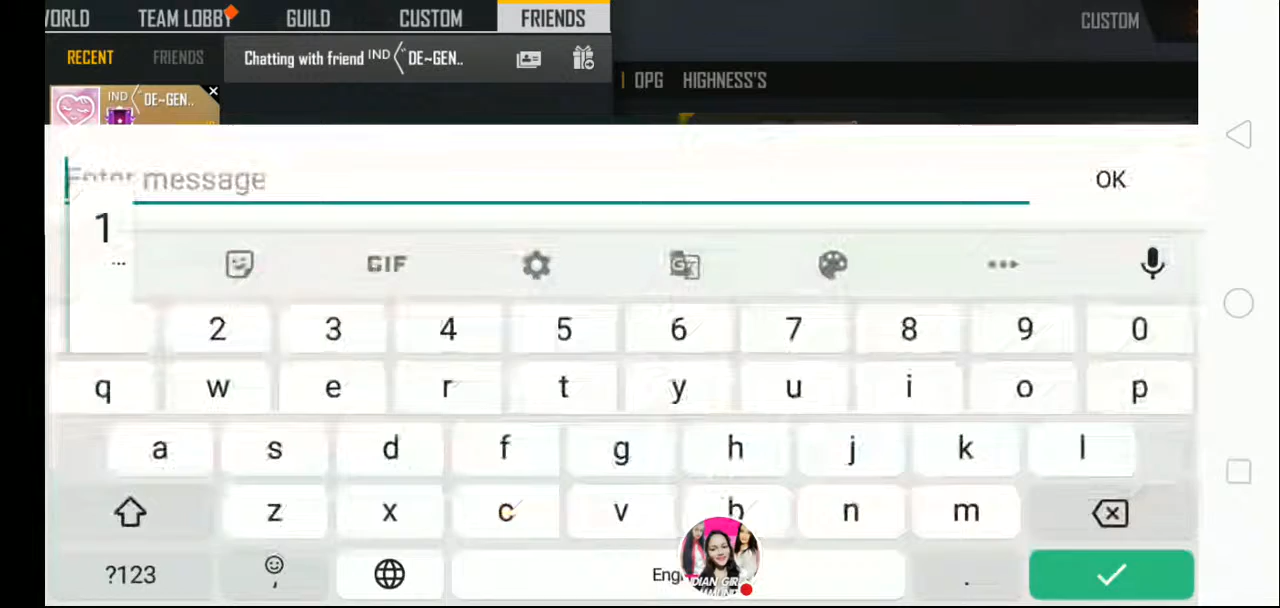 WORLD TEAM LOBBY GUILD CUSTOM FRIENDS CUSTOM
RECENT FRIENDS Chatting with friend IND DE~GEN..
OPG HIGHNESS'S
IND DE~GEN..
Enter message OK
1
GIF
2 3 4 5 6 7 8 9 0
q w e r t y u i o p
a s d f g h j k l
z x c v b n m
?123 , Eng .